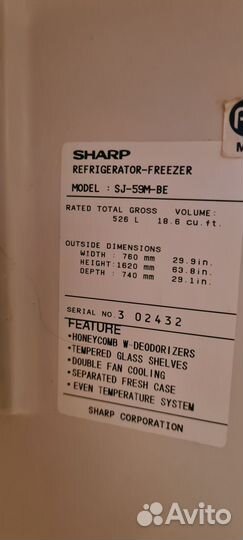 SHARP
REFRIGERATOR-FREEZER
MODEL : SJ-59M-BE
RATED TOTAL GROSS VOLUME:
526 L 18.6 cu.ft.
OUTSIDE DIMENSIONS
WIDTH : 760 mm 29.9in.
HEIGHT:1620 mm 63.8in.
DEPTH : 740 mm 29.1in.
SERIAL NO.3 02432
FEATURE
•HONEYCOMB W-DEODORIZERS
•TEMPERED GLASS SHELVES
•DOUBLE FAN COOLING
•SEPARATED FRESH CASE
•EVEN TEMPERATURE SYSTEM
SHARP CORPORATION
Avito